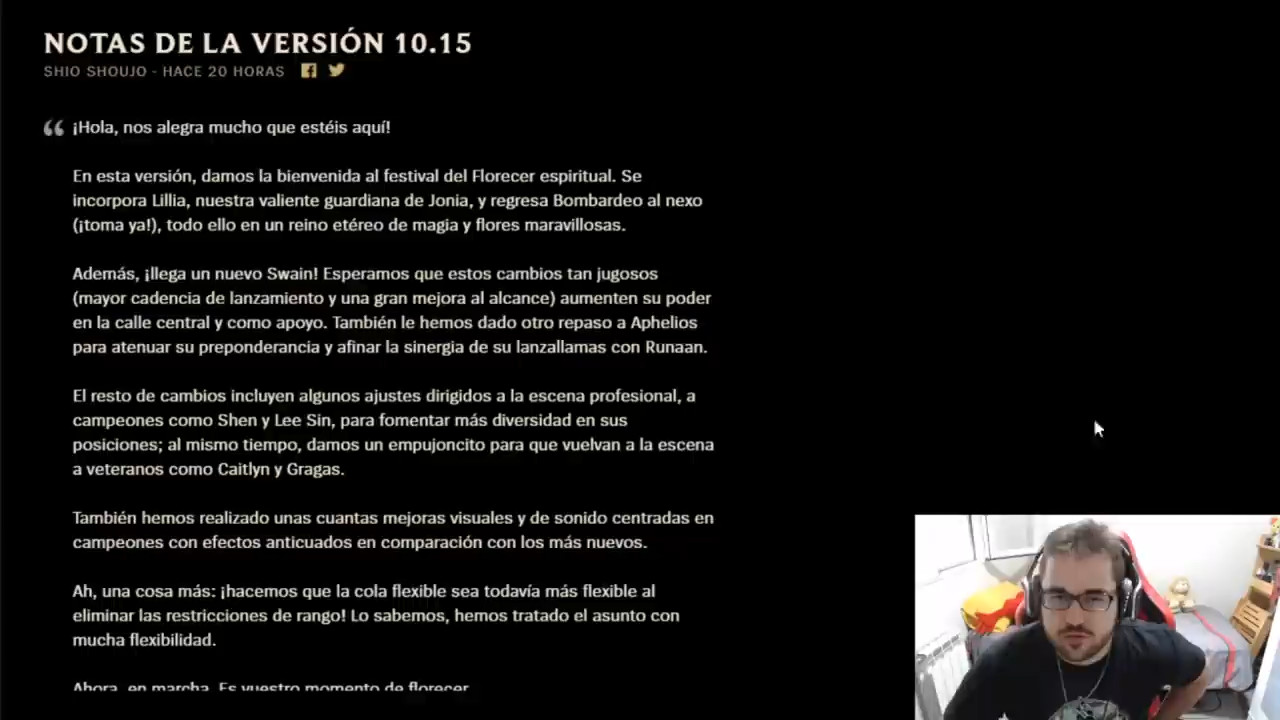 NOTAS DE LA VERSIÓN 10.15
SHIO SHOUJO - HACE 20 HORAS
¡Hola, nos alegra mucho que estéis aquí!
En esta versión, damos la bienvenida al festival del Florecer espiritual. Se
incorpora Lillia, nuestra valiente guardiana de Jonia, y regresa Bombardeo al nexo
(¡toma ya!), todo ello en un reino etéreo de magia y flores maravillosas.
Además, ¡llega un nuevo Swain! Esperamos que estos cambios tan jugosos
(mayor cadencia de lanzamiento y una gran mejora al alcance) aumenten su poder
en la calle central y como apoyo. También le hemos dado otro repaso a Aphelios
para atenuar su preponderancia y afinar la sinergia de su lanzallamas con Runaan.
El resto de cambios incluyen algunos ajustes dirigidos a la escena profesional, a
campeones como Shen y Lee Sin, para fomentar más diversidad en sus
posiciones; al mismo tiempo, damos un empujoncito para que vuelvan a la escena
a veteranos como Caitlyn y Gragas.
También hemos realizado unas cuantas mejoras visuales y de sonido centradas en
campeones con efectos anticuados en comparación con los más nuevos.
Ah, una cosa más: ¡hacemos que la cola flexible sea todavía más flexible al
eliminar las restricciones de rango! Lo sabemos, hemos tratado el asunto con
mucha flexibilidad.
Ahora, en marcha. Es vuestro momento de florecer.